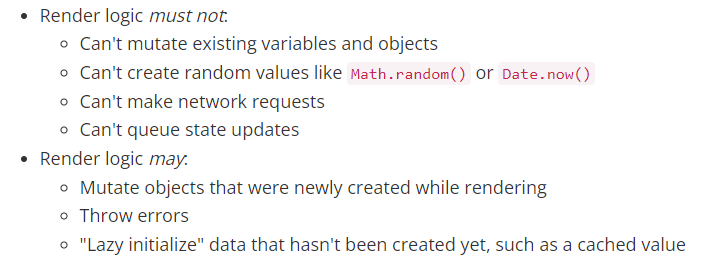 Render logic must not:
Can't mutate existing variables and objects
Can't create random values like Math.random() or Date.now()
Can't make network requests
Can't queue state updates
Render logic may:
Mutate objects that were newly created while rendering
Throw errors
"Lazy initialize" data that hasn't been created yet, such as a cached value